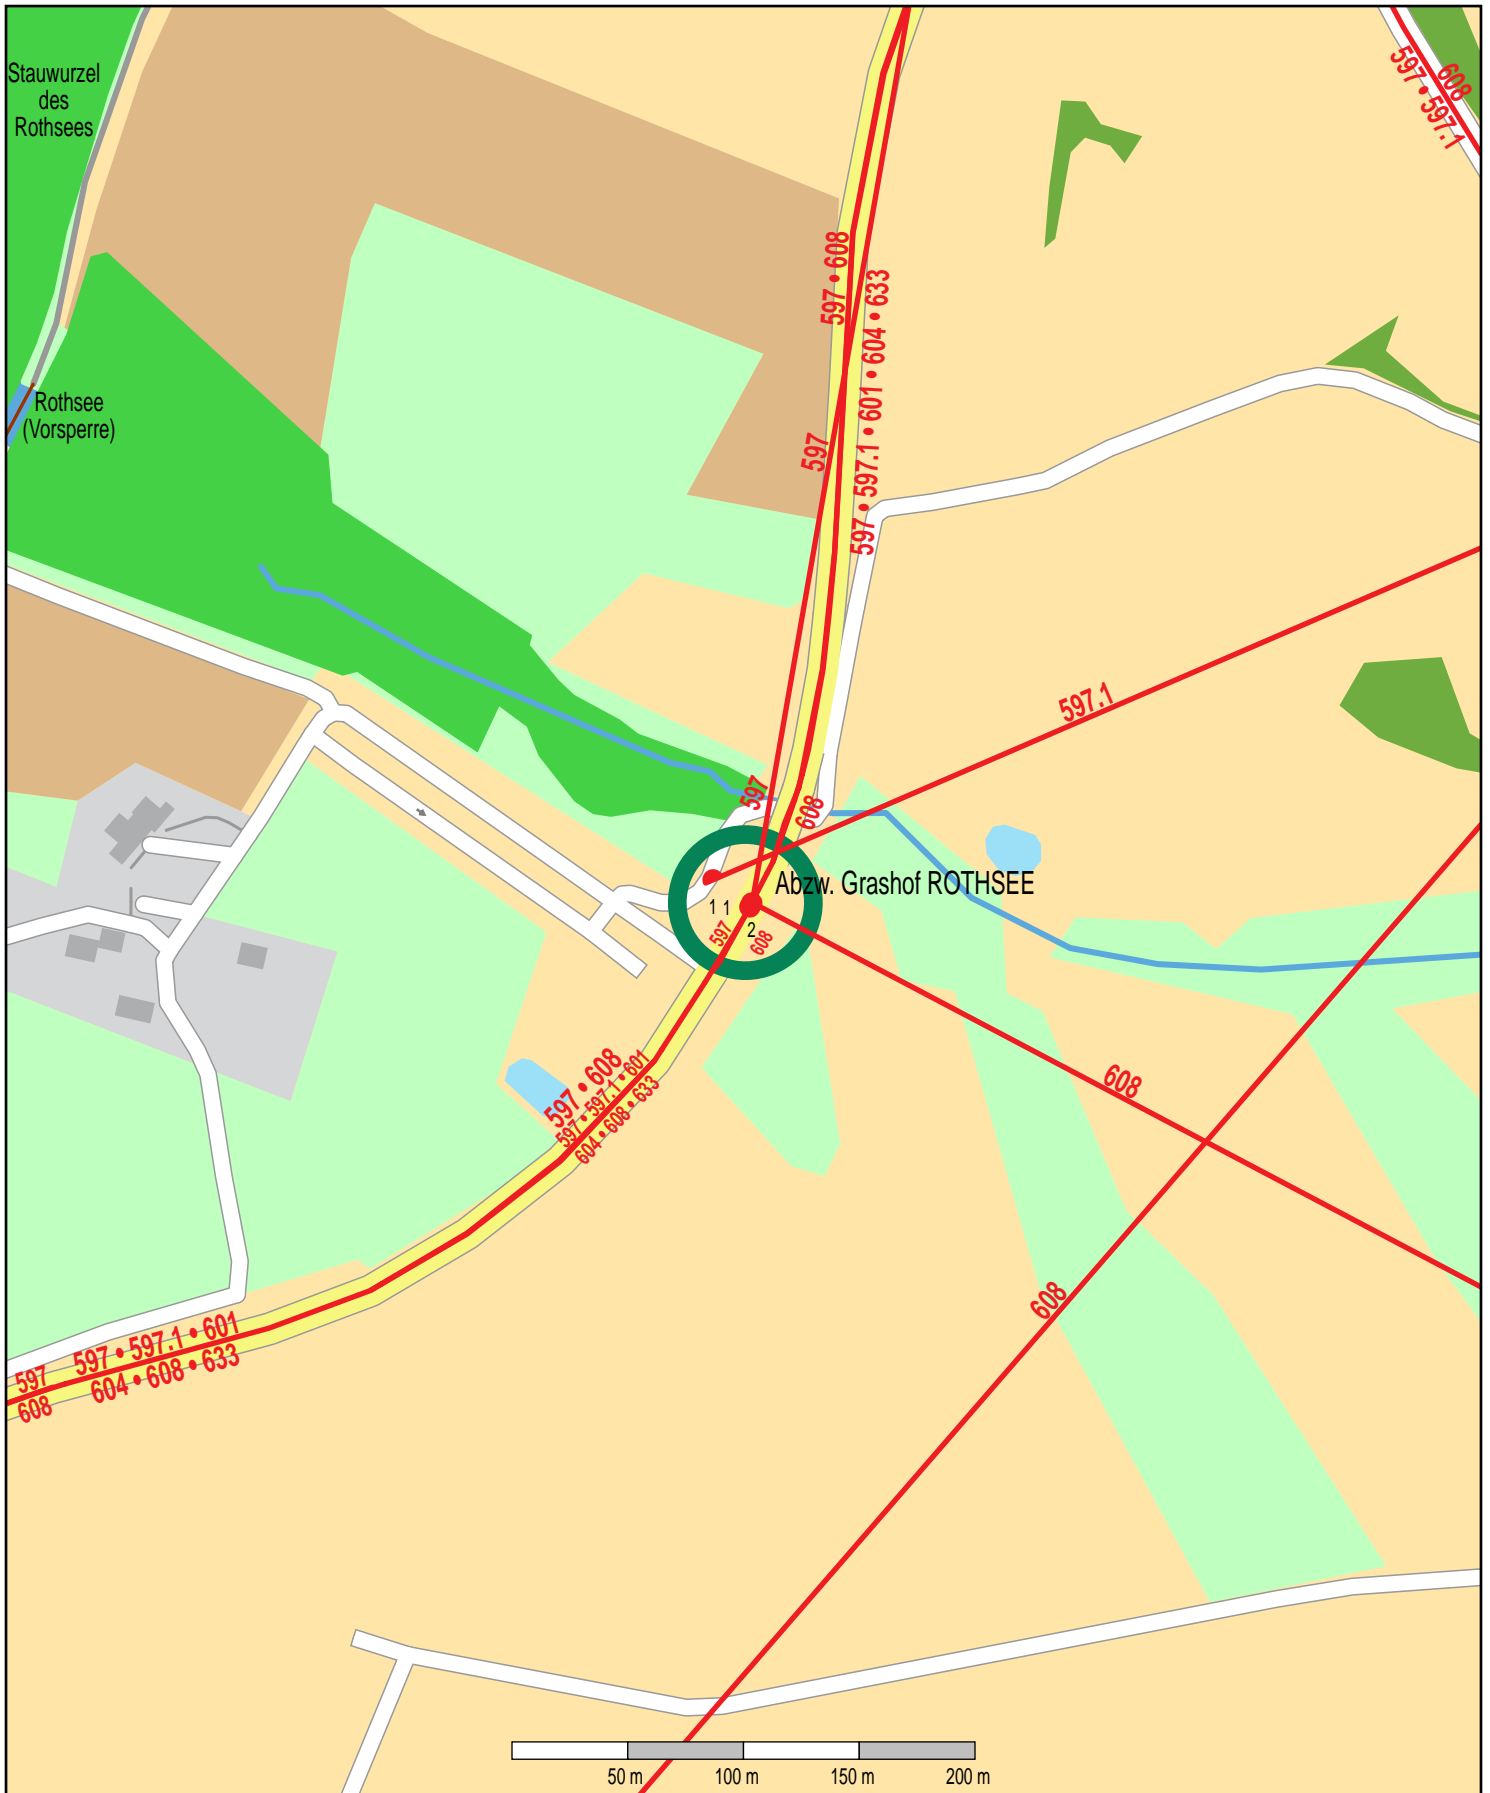 Stauwurzel
des
Rothsees
608
597 • 597.1
597 • 608
597 • 597.1 • 601 • 604 • 633
Rothsee
(Vorsperre)
597
597.1
597
608
Abzw. Grashof ROTHSEE
1 1
2
597
608
597 • 608
597 • 597.1 • 601
604 • 608 • 633
608
608
597 • 597.1 • 601
604 • 608 • 633
597
608
50 m
100 m
150 m
200 m